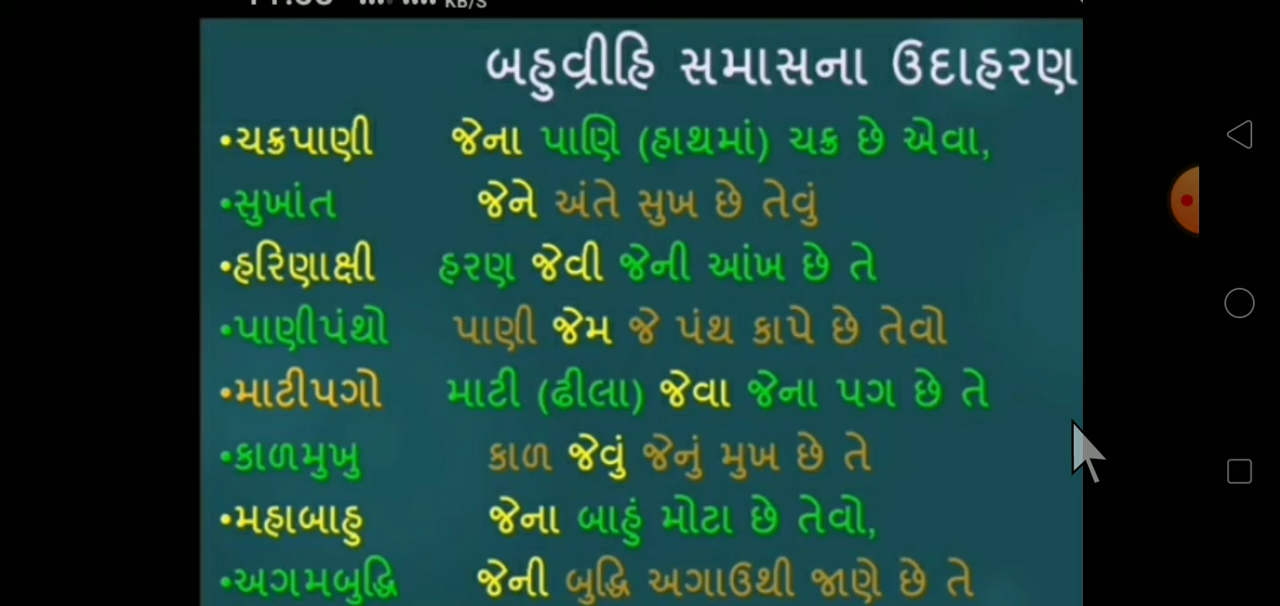 KB/S
બહુવ્રીહિ સમાસના ઉદાહરણ
•ચક્રપાણી જેના પાણિ (હાથમાં) ચક્ર છે એવા,
•સુખાંત જેને અંતે સુખ છે તેવું
•હરિણાક્ષી હરણ જેવી જેની આંખ છે તે
•પાણીપંથો પાણી જેમ જે પંથ કાપે છે તેવો
•માટીપગો માટી (ઢીલા) જેવા જેના પગ છે તે
•કાળમુખુ કાળ જેવું જેનું મુખ છે તે
•મહાબાહુ જેના બાહું મોટા છે તેવો,
•અગમબુદ્ધિ જેની બુદ્ધિ અગાઉથી જાણે છે તે